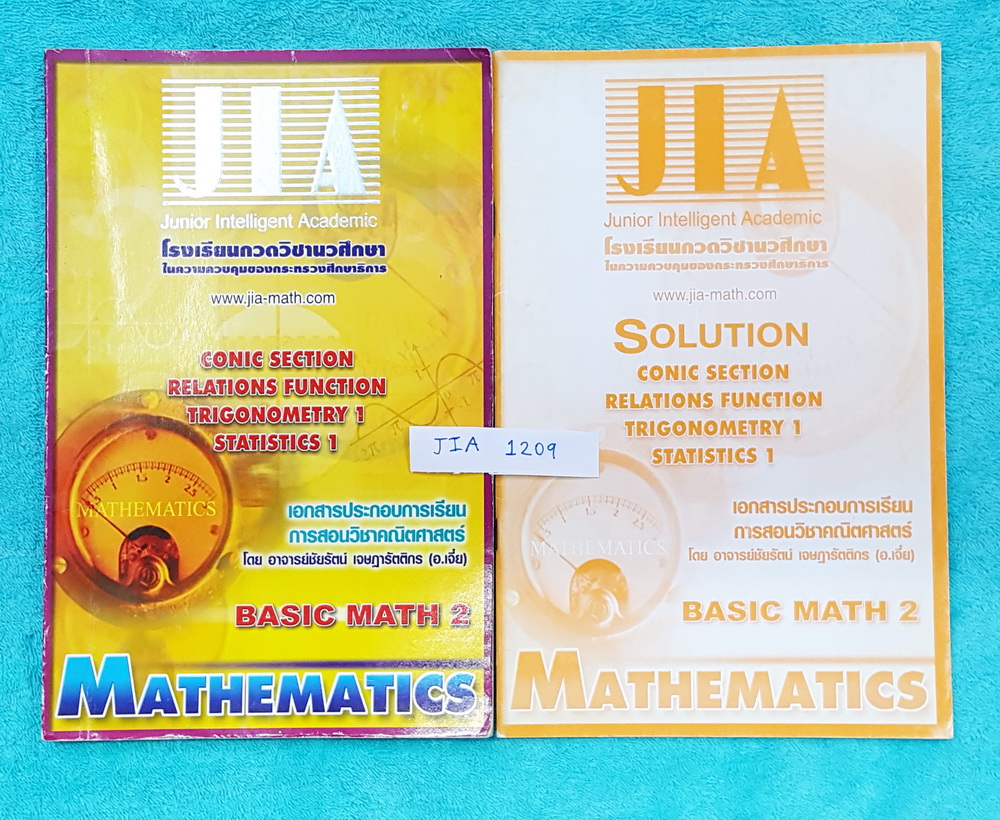 JIA
Junior Intelligent Academic
โรงเรียนกวดวิชานวศึกษา
ในความควบคุมของกระทรวงศึกษาธิการ
www.jia-math.com
CONIC SECTION
RELATIONS FUNCTION
TRIGONOMETRY 1
STATISTICS 1
MATHEMATICS
เอกสารประกอบการเรียน
การสอนวิชาคณิตศาสตร์
โดย อาจารย์ชัยรัตน์ เจษฎารัตติกร (อ.เจี่ย)
BASIC MATH 2
MATHEMATICS
JIA 1209
JIA
Junior Intelligent Academic
โรงเรียนกวดวิชานวศึกษา
ในความควบคุมของกระทรวงศึกษาธิการ
www.jia-math.com
SOLUTION
CONIC SECTION
RELATIONS FUNCTION
TRIGONOMETRY 1
STATISTICS 1
MATHEMATICS
เอกสารประกอบการเรียน
การสอนวิชาคณิตศาสตร์
โดย อาจารย์ชัยรัตน์ เจษฎารัตติกร (อ.เจี่ย)
BASIC MATH 2
MATHEMATICS